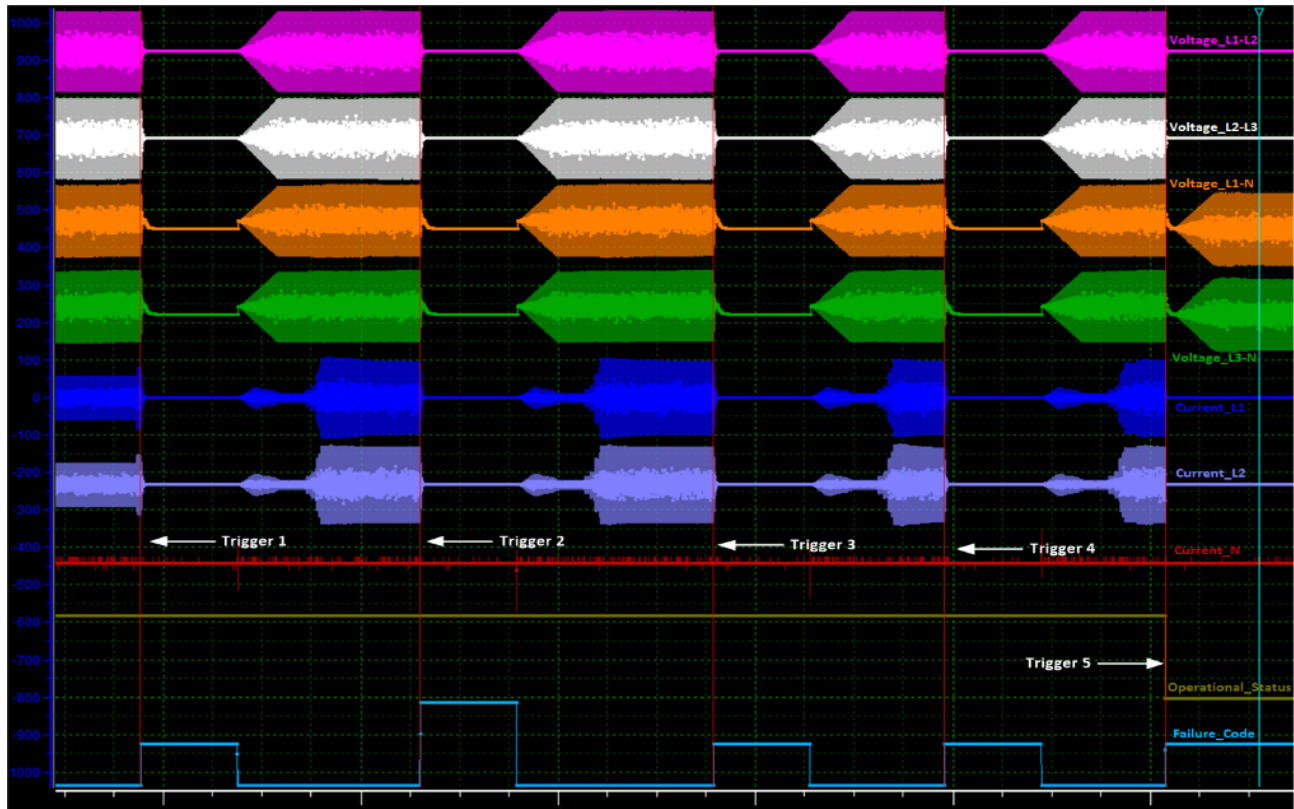 1000
Voltage_L1-L2
900
800
Voltage_L2-L3
700
600
Voltage_L1-N
500
400
300
200
100
Voltage_L3-N
0
Current_L1
-100
-200
Current_L2
-300
-400
Trigger 1
Trigger 2
Trigger 3
Trigger 4
Current_N
-500
-600
-700
Trigger 5
Operational_Status
-800
Failure_Code
-900
-1000